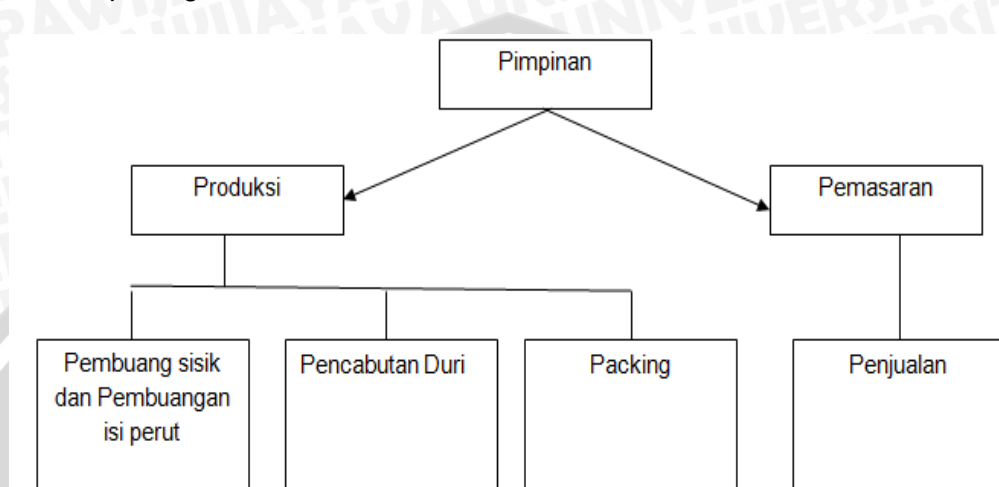 Pimpinan
Produksi
Pemasaran
Pembuang sisik
dan Pembuangan
isi perut
Pencabutan Duri
Packing
Penjualan